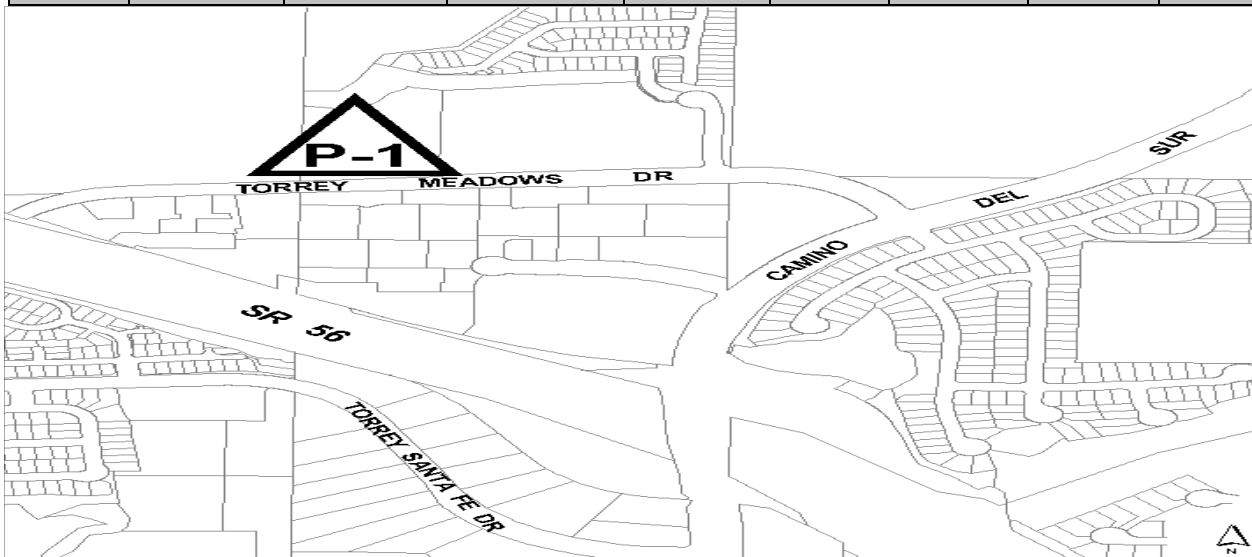 P-1
TORREY MEADOWS DR
CAMINO DEL SUR
SR 56
TORREY SANTA FE DR
N